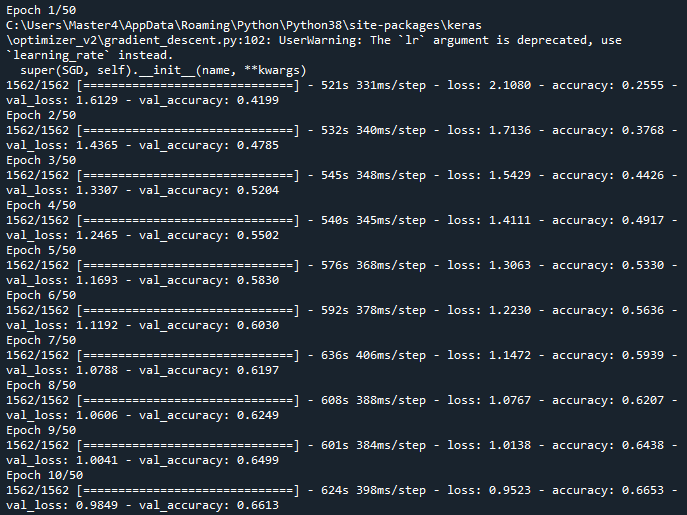 Epoch 1/50
C:\Users\Master4\AppData\Roaming\Python\Python38\site-packages\keras
\optimizer_v2\gradient_descent.py:102: UserWarning: The `lr` argument is deprecated, use
`learning_rate` instead.
  super(SGD, self).__init__(name, **kwargs)
1562/1562 [==============================] - 521s 331ms/step - loss: 2.1080 - accuracy: 0.2555 -
val_loss: 1.6129 - val_accuracy: 0.4199
Epoch 2/50
1562/1562 [==============================] - 532s 340ms/step - loss: 1.7136 - accuracy: 0.3768 -
val_loss: 1.4365 - val_accuracy: 0.4785
Epoch 3/50
1562/1562 [==============================] - 545s 348ms/step - loss: 1.5429 - accuracy: 0.4426 -
val_loss: 1.3307 - val_accuracy: 0.5204
Epoch 4/50
1562/1562 [==============================] - 540s 345ms/step - loss: 1.4111 - accuracy: 0.4917 -
val_loss: 1.2465 - val_accuracy: 0.5502
Epoch 5/50
1562/1562 [==============================] - 576s 368ms/step - loss: 1.3063 - accuracy: 0.5330 -
val_loss: 1.1693 - val_accuracy: 0.5830
Epoch 6/50
1562/1562 [==============================] - 592s 378ms/step - loss: 1.2230 - accuracy: 0.5636 -
val_loss: 1.1192 - val_accuracy: 0.6030
Epoch 7/50
1562/1562 [==============================] - 636s 406ms/step - loss: 1.1472 - accuracy: 0.5939 -
val_loss: 1.0788 - val_accuracy: 0.6197
Epoch 8/50
1562/1562 [==============================] - 608s 388ms/step - loss: 1.0767 - accuracy: 0.6207 -
val_loss: 1.0606 - val_accuracy: 0.6249
Epoch 9/50
1562/1562 [==============================] - 601s 384ms/step - loss: 1.0138 - accuracy: 0.6438 -
val_loss: 1.0041 - val_accuracy: 0.6499
Epoch 10/50
1562/1562 [==============================] - 624s 398ms/step - loss: 0.9523 - accuracy: 0.6653 -
val_loss: 0.9849 - val_accuracy: 0.6613